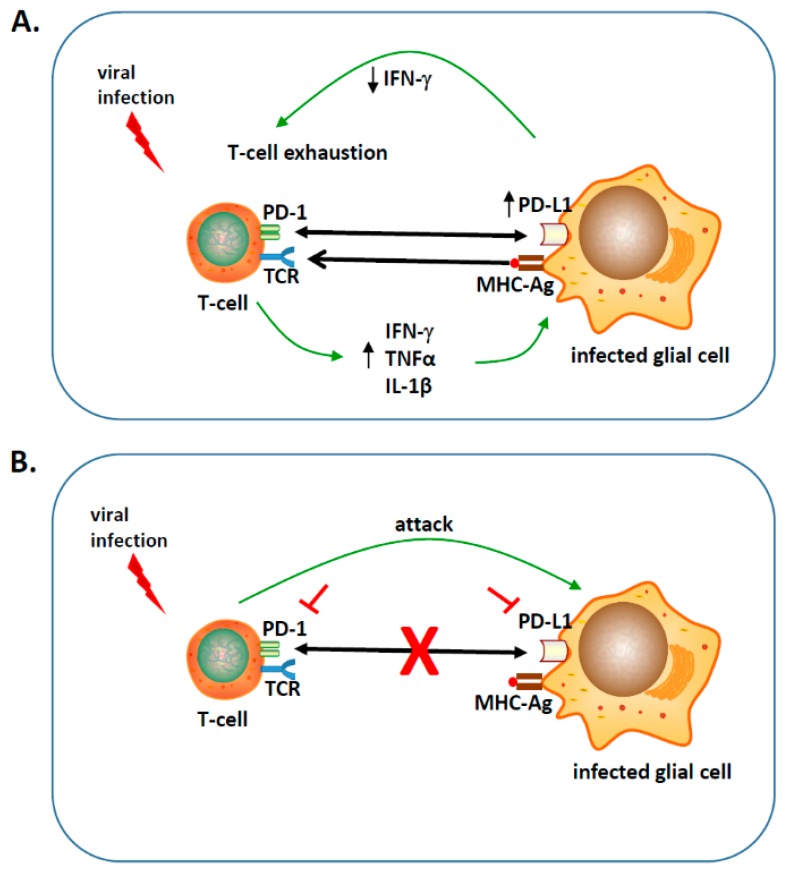 A.
viral
infection
↓ IFN-γ
T-cell exhaustion
PD-1
↑ PD-L1
TCR
MHC-Ag
T-cell
IFN-γ
↑ TNFα
IL-1β
infected glial cell
B.
viral
infection
attack
PD-1
PD-L1
TCR
MHC-Ag
T-cell
infected glial cell